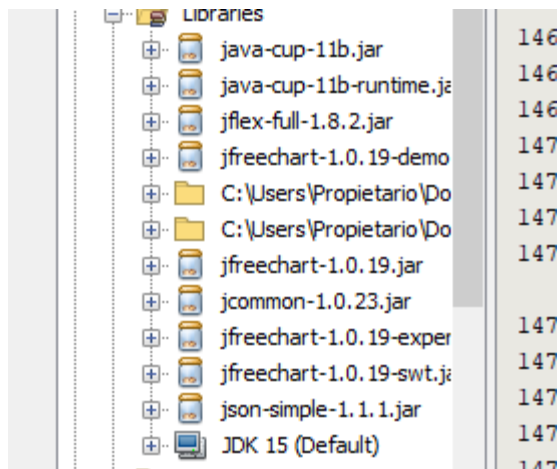 Libraries
java-cup-11b.jar
java-cup-11b-runtime.ja
jflex-full-1.8.2.jar
jfreechart-1.0.19-demo
C:\Users\Propietario\Do
C:\Users\Propietario\Do
jfreechart-1.0.19.jar
jcommon-1.0.23.jar
jfreechart-1.0.19-exper
jfreechart-1.0.19-swt.ja
json-simple-1.1.1.jar
JDK 15 (Default)
146
146
146
147
147
147
147
147
147
147
147
147